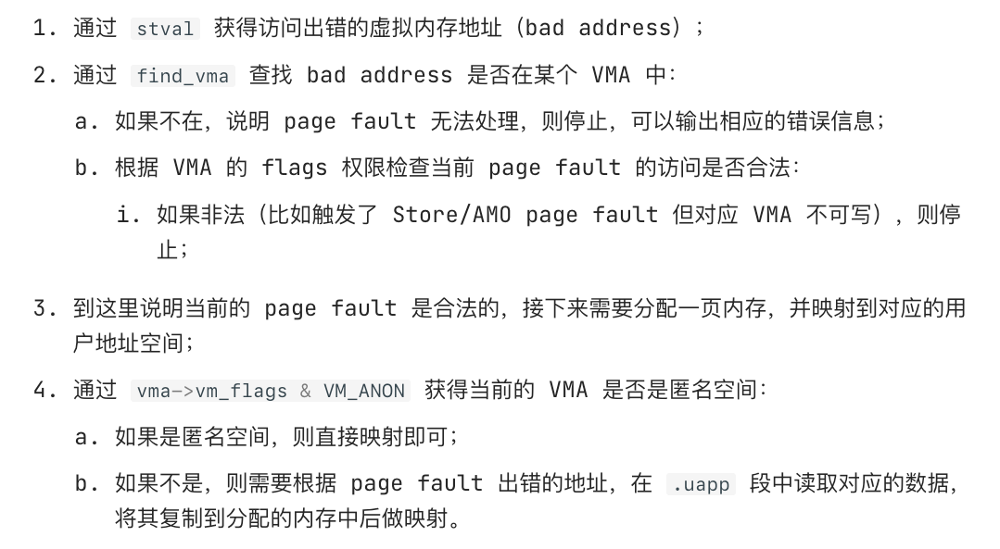 1. 通过 stval 获得访问出错的虚拟内存地址（bad address）；
2. 通过 find_vma 查找 bad address 是否在某个 VMA 中：
a. 如果不在，说明 page fault 无法处理，则停止，可以输出相应的错误信息；
b. 根据 VMA 的 flags 权限检查当前 page fault 的访问是否合法：
i. 如果非法（比如触发了 Store/AMO page fault 但对应 VMA 不可写），则停
止；
3. 到这里说明当前的 page fault 是合法的，接下来需要分配一页内存，并映射到对应的用
户地址空间；
4. 通过 vma->vm_flags & VM_ANON 获得当前的 VMA 是否是匿名空间：
a. 如果是匿名空间，则直接映射即可；
b. 如果不是，则需要根据 page fault 出错的地址，在 .uapp 段中读取对应的数据，
将其复制到分配的内存中后做映射。